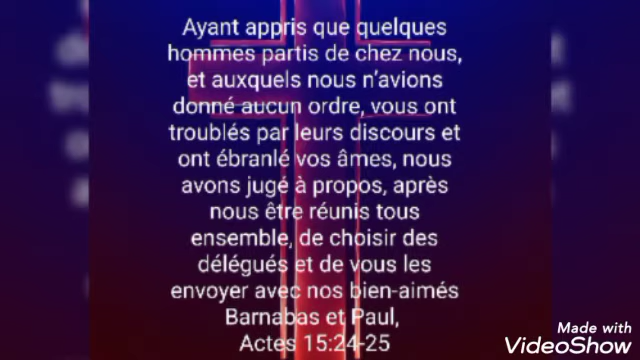 Ayant appris que quelques
hommes partis de chez nous,
et auxquels nous n’avions
donné aucun ordre, vous ont
troublés par leurs discours et
ont ébranlé vos âmes, nous
avons jugé à propos, après
nous être réunis tous
ensemble, de choisir des
délégués et de vous les
envoyer avec nos bien-aimés
Barnabas et Paul,
Actes 15:24-25
Made with
VideoShow